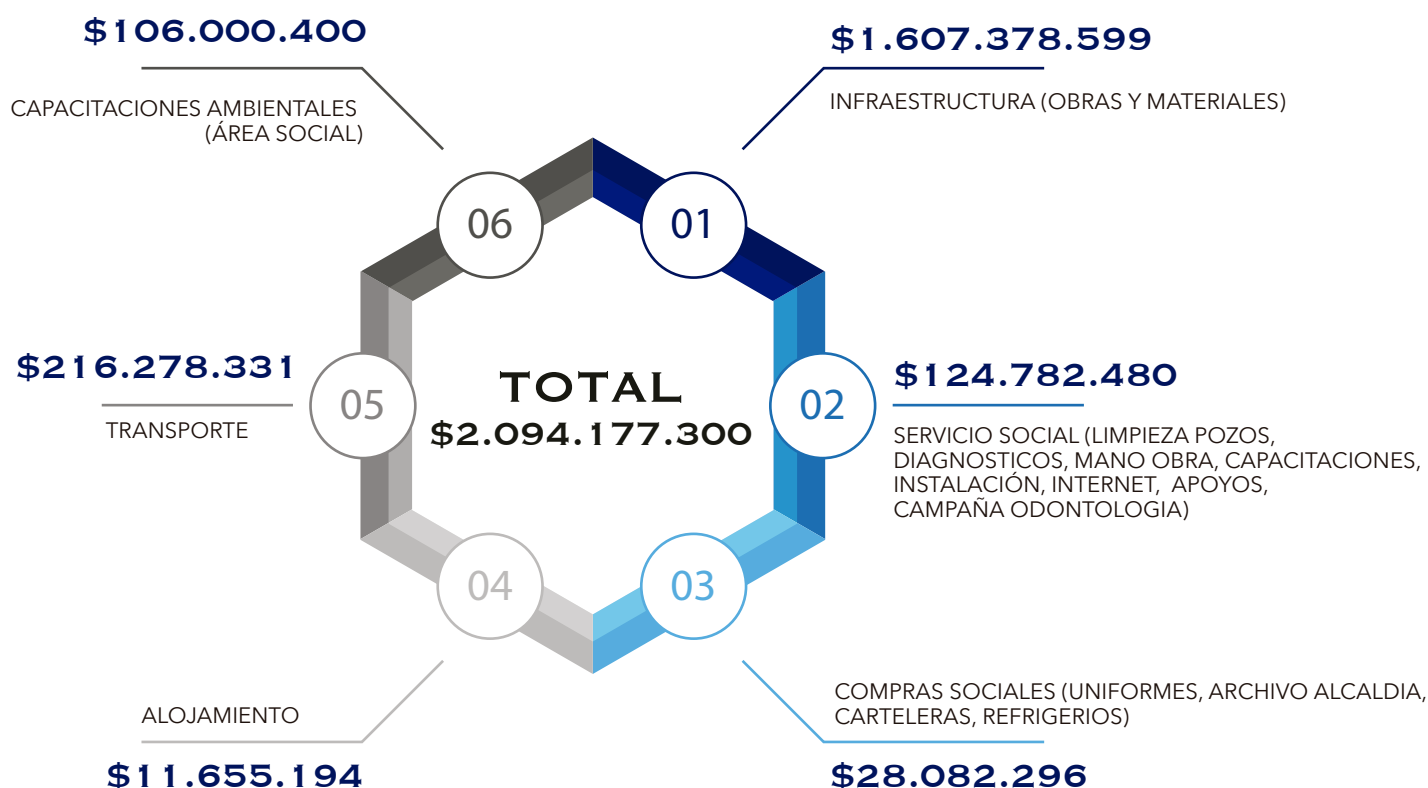 $1.607.378.599
INFRAESTRUCTURA (OBRAS Y MATERIALES)
01
$124.782.480
SERVICIO SOCIAL (LIMPIEZA POZOS,
DIAGNOSTICOS, MANO OBRA, CAPACITACIONES,
INSTALACIÓN, INTERNET, APOYOS,
CAMPAÑA ODONTOLOGIA)
02
COMPRAS SOCIALES (UNIFORMES, ARCHIVO ALCALDIA,
CARTELERAS, REFRIGERIOS)
$28.082.296
03
ALOJAMIENTO
$11.655.194
04
$216.278.331
TRANSPORTE
05
$106.000.400
CAPACITACIONES AMBIENTALES
(ÁREA SOCIAL)
06
TOTAL
$2.094.177.300